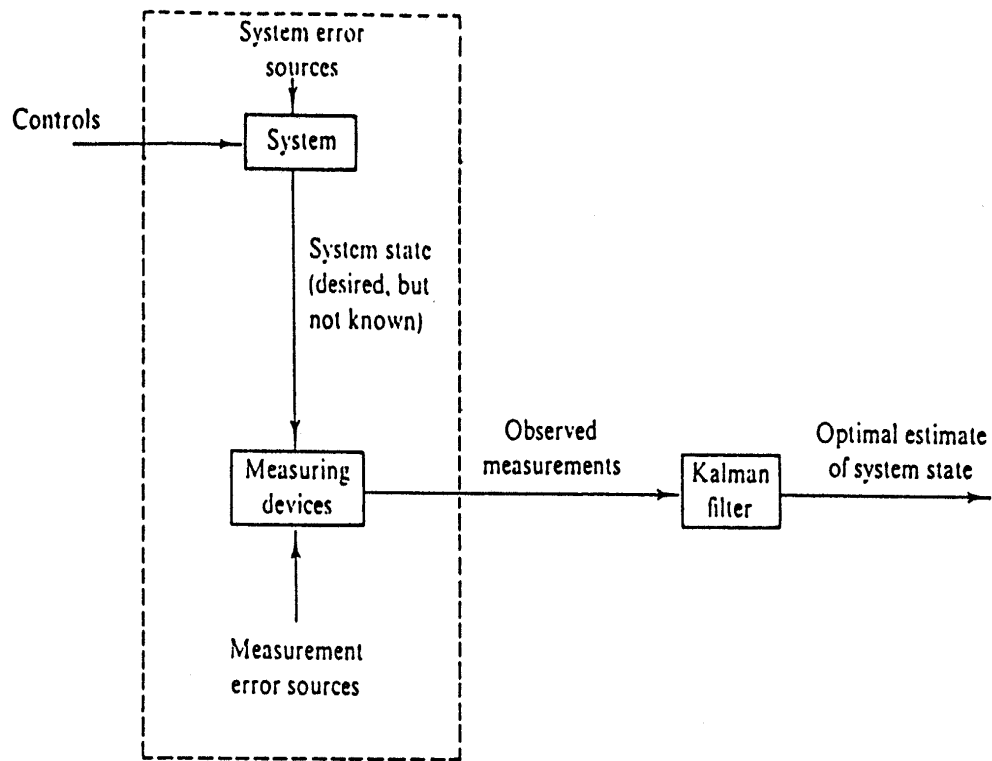 System error
sources
Controls
System
System state
(desired, but
not known)
Observed
measurements
Optimal estimate
of system state
Measuring
devices
Kalman
filter
Measurement
error sources